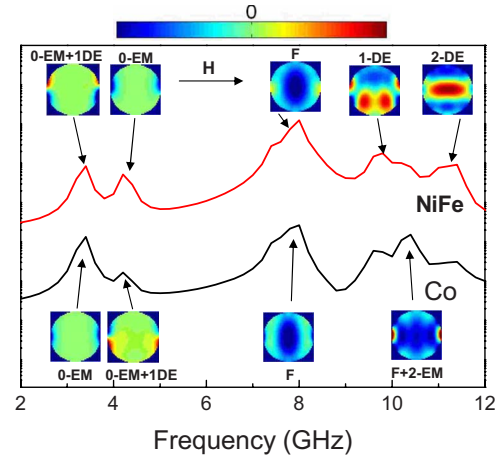 0
0-EM+1DE 0-EM H F 1-DE 2-DE
NiFe
Co
0-EM 0-EM+1DE F F+2-EM
2 4 6 8 10 12
Frequency (GHz)